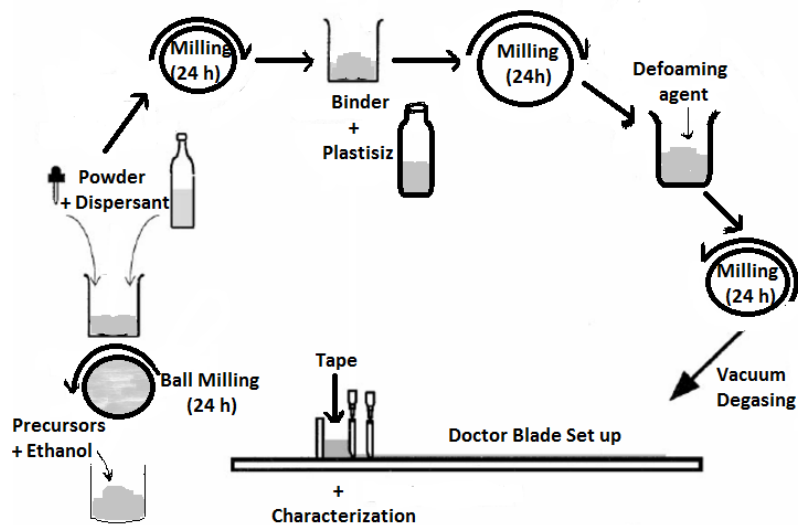 Milling
(24 h)
Binder
+
Plastisiz
Milling
(24h)
Defoaming
agent
Powder
+ Dispersant
Milling
(24 h)
Ball Milling
(24 h)
Precursors
+ Ethanol
Tape
Doctor Blade Set up
+
Characterization
Vacuum
Degasing